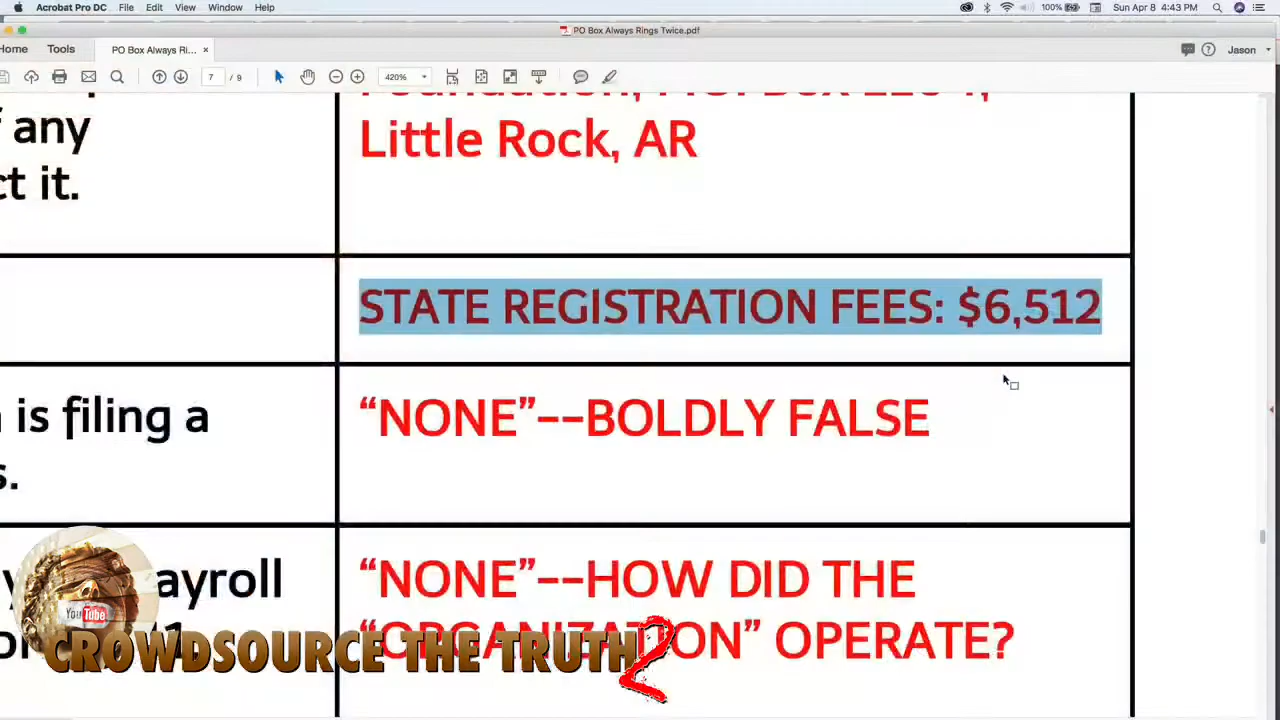 Acrobat Pro DC File Edit View Window Help 100% Sun Apr 8 4:43 PM
PO Box Always Rings Twice.pdf
Home Tools PO Box Always Ri... × Jason
7 / 9 420%
any
Little Rock, AR
ct it.
STATE REGISTRATION FEES: $6,512
is filing a
“NONE”--BOLDLY FALSE
s.
ayroll
“NONE”--HOW DID THE
YouTube
“ORGANIZATION” OPERATE?
CROWDSOURCE THE TRUTH 2